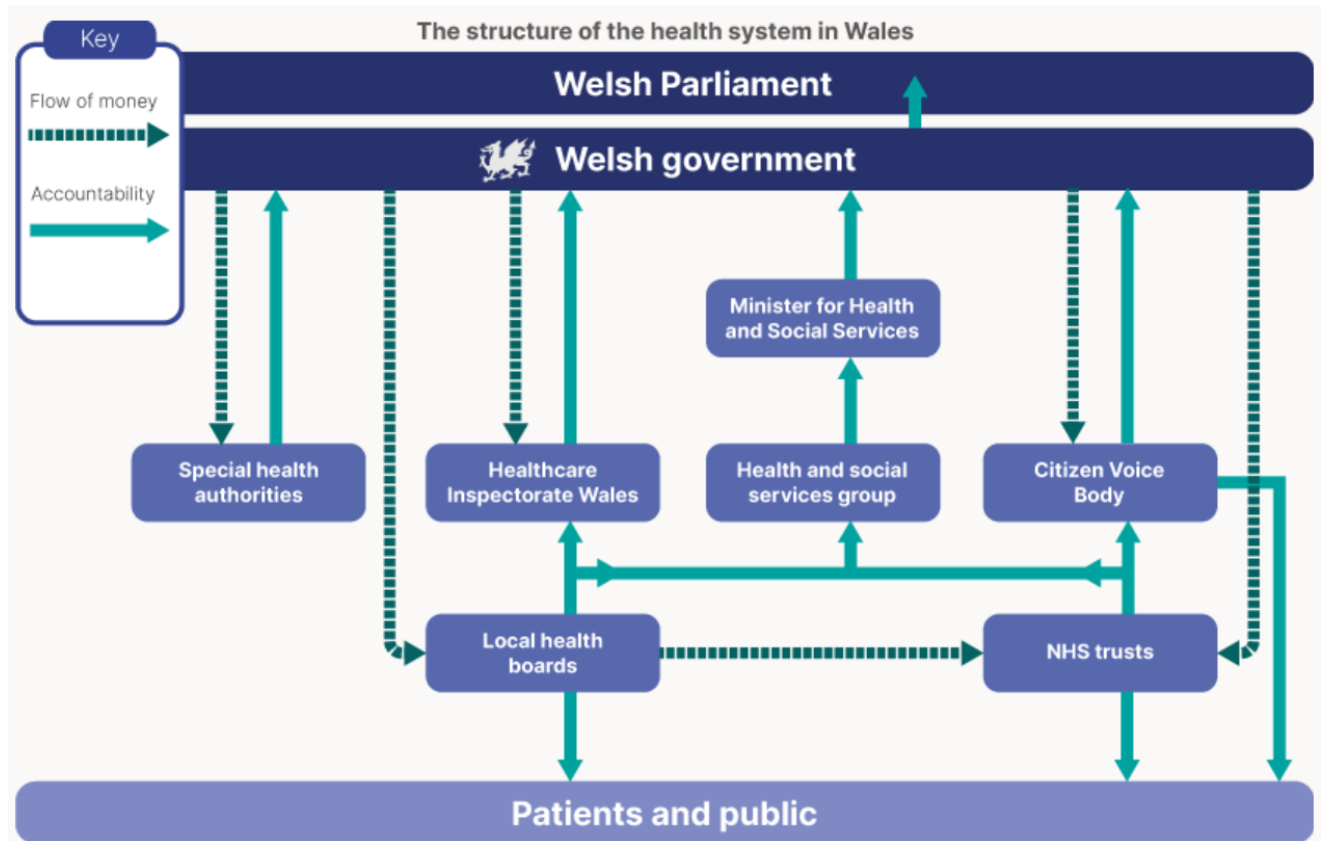 Key
The structure of the health system in Wales
Flow of money
Accountability
Welsh Parliament
Welsh government
Minister for Health
and Social Services
Special health
authorities
Healthcare
Inspectorate Wales
Health and social
services group
Citizen Voice
Body
Local health
boards
NHS trusts
Patients and public